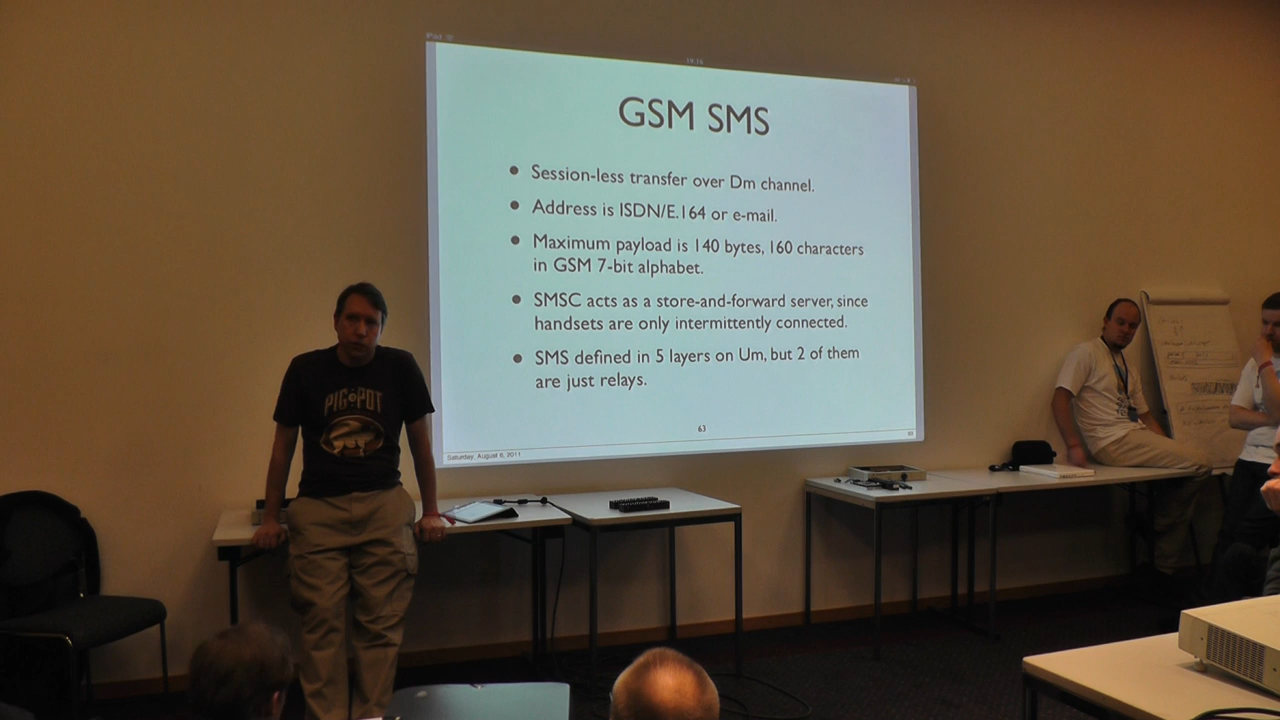 iPad
GSM SMS
• Session-less transfer over Dm channel.
• Address is ISDN/E.164 or e-mail.
• Maximum payload is 140 bytes, 160 characters
in GSM 7-bit alphabet.
• SMSC acts as a store-and-forward server, since
handsets are only intermittently connected.
• SMS defined in 5 layers on Um, but 2 of them
are just relays.
63
Saturday, August 6, 2011
PIG POT